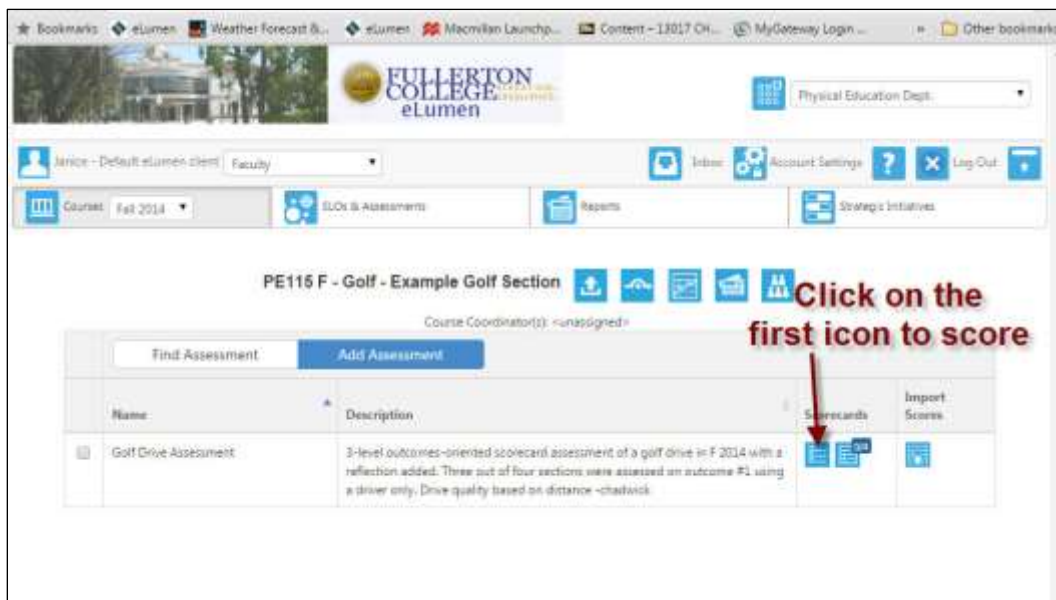 Bookmarks eLumen Weather Forecast &... eLumen Macmillan Launchp... Content - 13017 CH... MyGateway Login ... » Other bookmarks
FULLERTON
COLLEGE
eLumen
Physical Education Dept.
Janice - Default eLumen client Faculty Inbox Account Settings ? Log Out
Courses Fall 2014 SLOs & Assessments Reports Strategic Initiatives
PE115 F - Golf - Example Golf Section
Click on the
first icon to score
Course Coordinator(s): <unassigned>
Find Assessment Add Assessment
Name Description Scorecards Import
Scores
Golf Drive Assessment
3-level outcomes-oriented scorecard assessment of a golf drive in F 2014 with a
reflection added. Three out of four sections were assessed on outcome #1 using
a driver only. Drive quality based on distance -chadwick